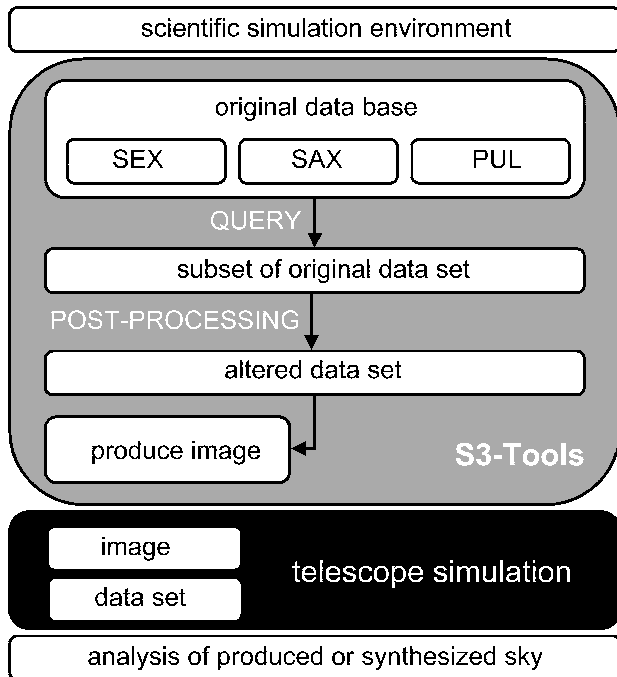 scientific simulation environment
original data base
SEX SAX PUL
QUERY
subset of original data set
POST-PROCESSING
altered data set
produce image
S3-Tools
image
telescope simulation
data set
analysis of produced or synthesized sky